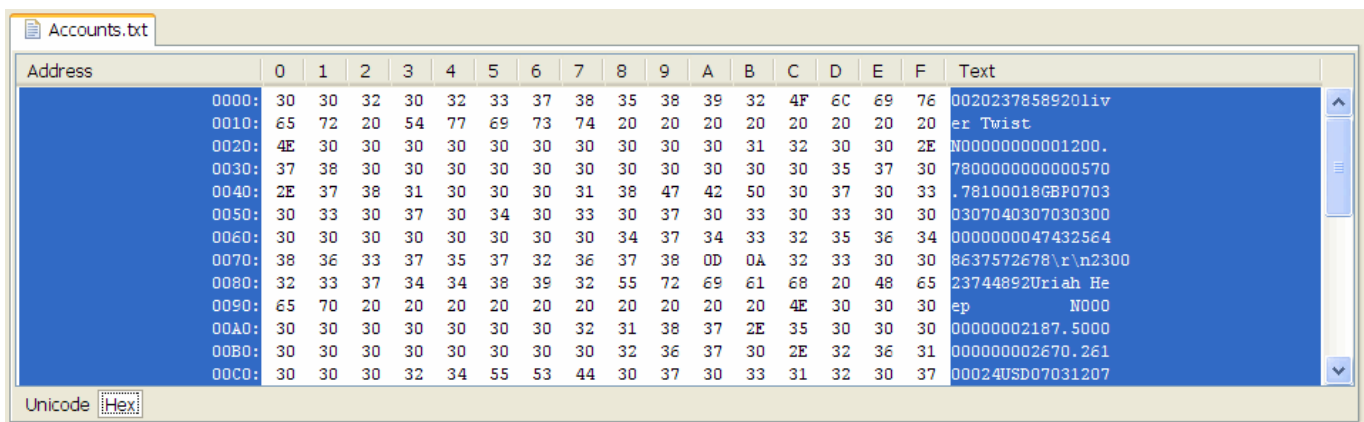 Accounts.txt
Address 0 1 2 3 4 5 6 7 8 9 A B C D E F Text
0000: 30 30 32 30 32 33 37 38 35 38 39 32 4F 6C 69 76 002023785892Oliv
0010: 65 72 20 54 77 69 73 74 20 20 20 20 20 20 20 20 er Twist
0020: 4E 30 30 30 30 30 30 30 30 30 30 31 32 30 30 2E N00000000001200.
0030: 37 38 30 30 30 30 30 30 30 30 30 30 30 35 37 30 7800000000000570
0040: 2E 37 38 31 30 30 30 31 38 47 42 50 30 37 30 33 .78100018GBP0703
0050: 30 33 30 37 30 34 30 33 30 37 30 33 30 33 30 30 0307040307030300
0060: 30 30 30 30 30 30 30 30 34 37 34 33 32 35 36 34 0000000047432564
0070: 38 36 33 37 35 37 32 36 37 38 0D 0A 32 33 30 30 8637572678\r\n2300
0080: 32 33 37 34 34 38 39 32 55 72 69 61 68 20 48 65 23744892Uriah He
0090: 65 70 20 20 20 20 20 20 20 20 20 20 4E 30 30 30 ep N000
00A0: 30 30 30 30 30 30 30 32 31 38 37 2E 35 30 30 30 00000002187.5000
00B0: 30 30 30 30 30 30 30 30 32 36 37 30 2E 32 36 31 000000002670.261
00C0: 30 30 30 32 34 55 53 44 30 37 30 33 31 32 30 37 00024USD07031207
Unicode Hex